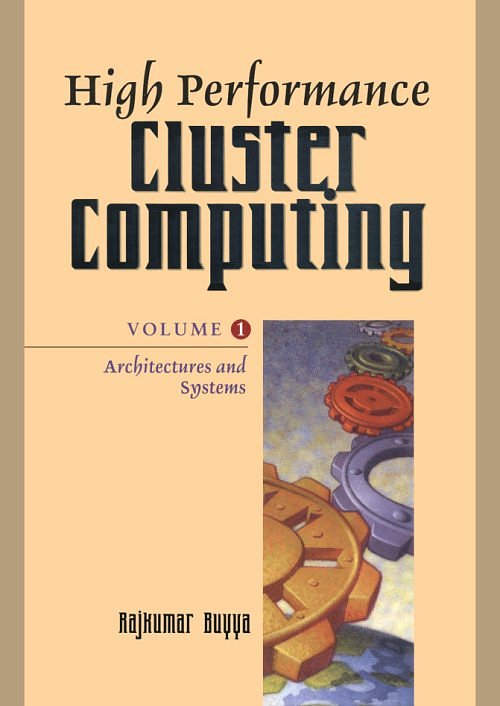 High Performance
Cluster
Computing
VOLUME 1
Architectures and
Systems
Rajkumar Buyya